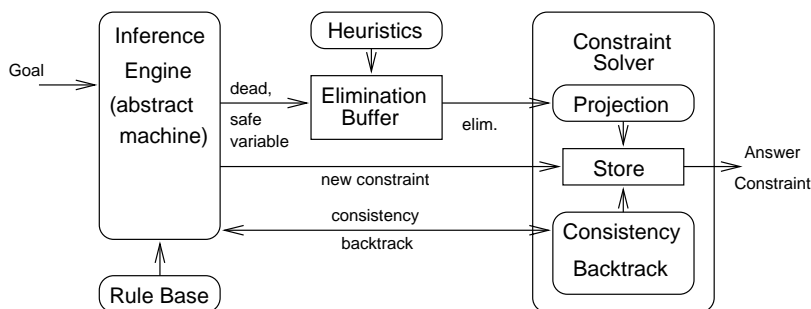 Goal
Inference
Engine
(abstract
machine)
Rule Base
dead,
safe
variable
Heuristics
Elimination
Buffer
elim.
new constraint
consistency
backtrack
Constraint
Solver
Projection
Store
Consistency
Backtrack
Answer
Constraint